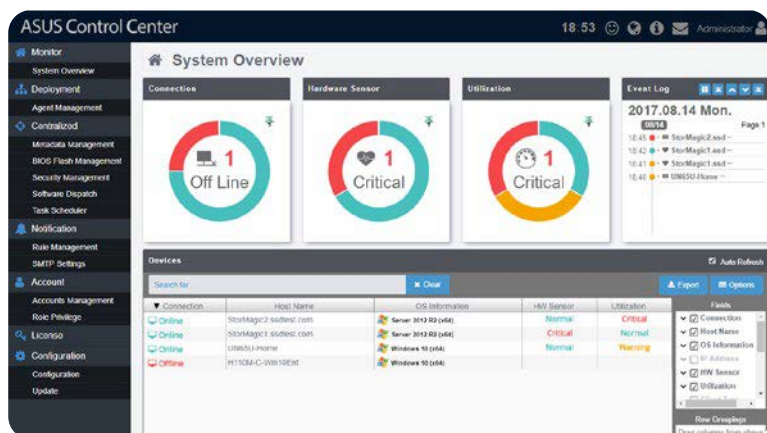 ASUS Control Center
18:53
Administrator
Monitor
System Overview
Deployment
Agent Management
Centralized
Metadata Management
BIOS Flash Management
Security Management
Software Dispatch
Task Scheduler
Notification
Rule Management
SMTP Settings
Account
Accounts Management
Role Privilege
License
Configuration
Configuration
Update
System Overview
Connection
1
Off Line
Hardware Sensor
1
Critical
Utilization
1
Critical
Event Log
2017.08.14 Mon.
08/14 Page 1
18:45 StorMagic2.ssd --
18:42 StorMagic1.ssd --
18:41 StorMagic1.ssd --
UN65U-Home --
Devices
Auto Refresh
Search for
Clear
Export Options
Connection Host Name OS Information HW Sensor Utilization
Online StorMagic2.ssdtest.com Server 2012 R2 (x64) Normal Critical
Online StorMagic1.ssdtest.com Server 2012 R2 (x64) Critical Normal
Online UN65U-Home Windows 10 (x64) Normal Warning
Offline Windows 10 (x64)
Fields
Connection
Host Name
OS Information
IP Address
HW Sensor
Utilization
Row Groupings
Drag columns from above